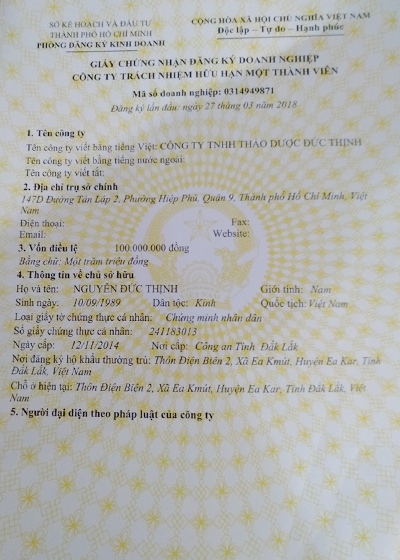 SỞ KẾ HOẠCH VÀ ĐẦU TƯ
THÀNH PHỐ HỒ CHÍ MINH
PHÒNG ĐĂNG KÝ KINH DOANH
CỘNG HÒA XÃ HỘI CHỦ NGHĨA VIỆT NAM
Độc lập – Tự do – Hạnh phúc
GIẤY CHỨNG NHẬN ĐĂNG KÝ DOANH NGHIỆP
CÔNG TY TRÁCH NHIỆM HỮU HẠN MỘT THÀNH VIÊN
Mã số doanh nghiệp: 0314949871
Đăng ký lần đầu: ngày 27 tháng 03 năm 2018
1. Tên công ty
Tên công ty viết bằng tiếng Việt: CÔNG TY TNHH THẢO DƯỢC ĐỨC THỊNH
Tên công ty viết bằng tiếng nước ngoài:
Tên công ty viết tắt:
2. Địa chỉ trụ sở chính
147D Đường Tân Lập 2, Phường Hiệp Phú, Quận 9, Thành phố Hồ Chí Minh, Việt
Nam
Điện thoại: Fax:
Email: Website:
3. Vốn điều lệ 100.000.000 đồng
Bằng chữ: Một trăm triệu đồng
4. Thông tin về chủ sở hữu
Họ và tên: NGUYỄN ĐỨC THỊNH Giới tính: Nam
Sinh ngày: 10/09/1989 Dân tộc: Kinh Quốc tịch: Việt Nam
Loại giấy tờ chứng thực cá nhân: Chứng minh nhân dân
Số giấy chứng thực cá nhân: 241183013
Ngày cấp: 12/11/2014 Nơi cấp: Công an Tỉnh Đắk Lắk
Nơi đăng ký hộ khẩu thường trú: Thôn Điện Biên 2, Xã Ea Kmút, Huyện Ea Kar, Tỉnh
Đắk Lắk, Việt Nam
Chỗ ở hiện tại: Thôn Điện Biên 2, Xã Ea Kmút, Huyện Ea Kar, Tỉnh Đắk Lắk, Việt
Nam
5. Người đại diện theo pháp luật của công ty